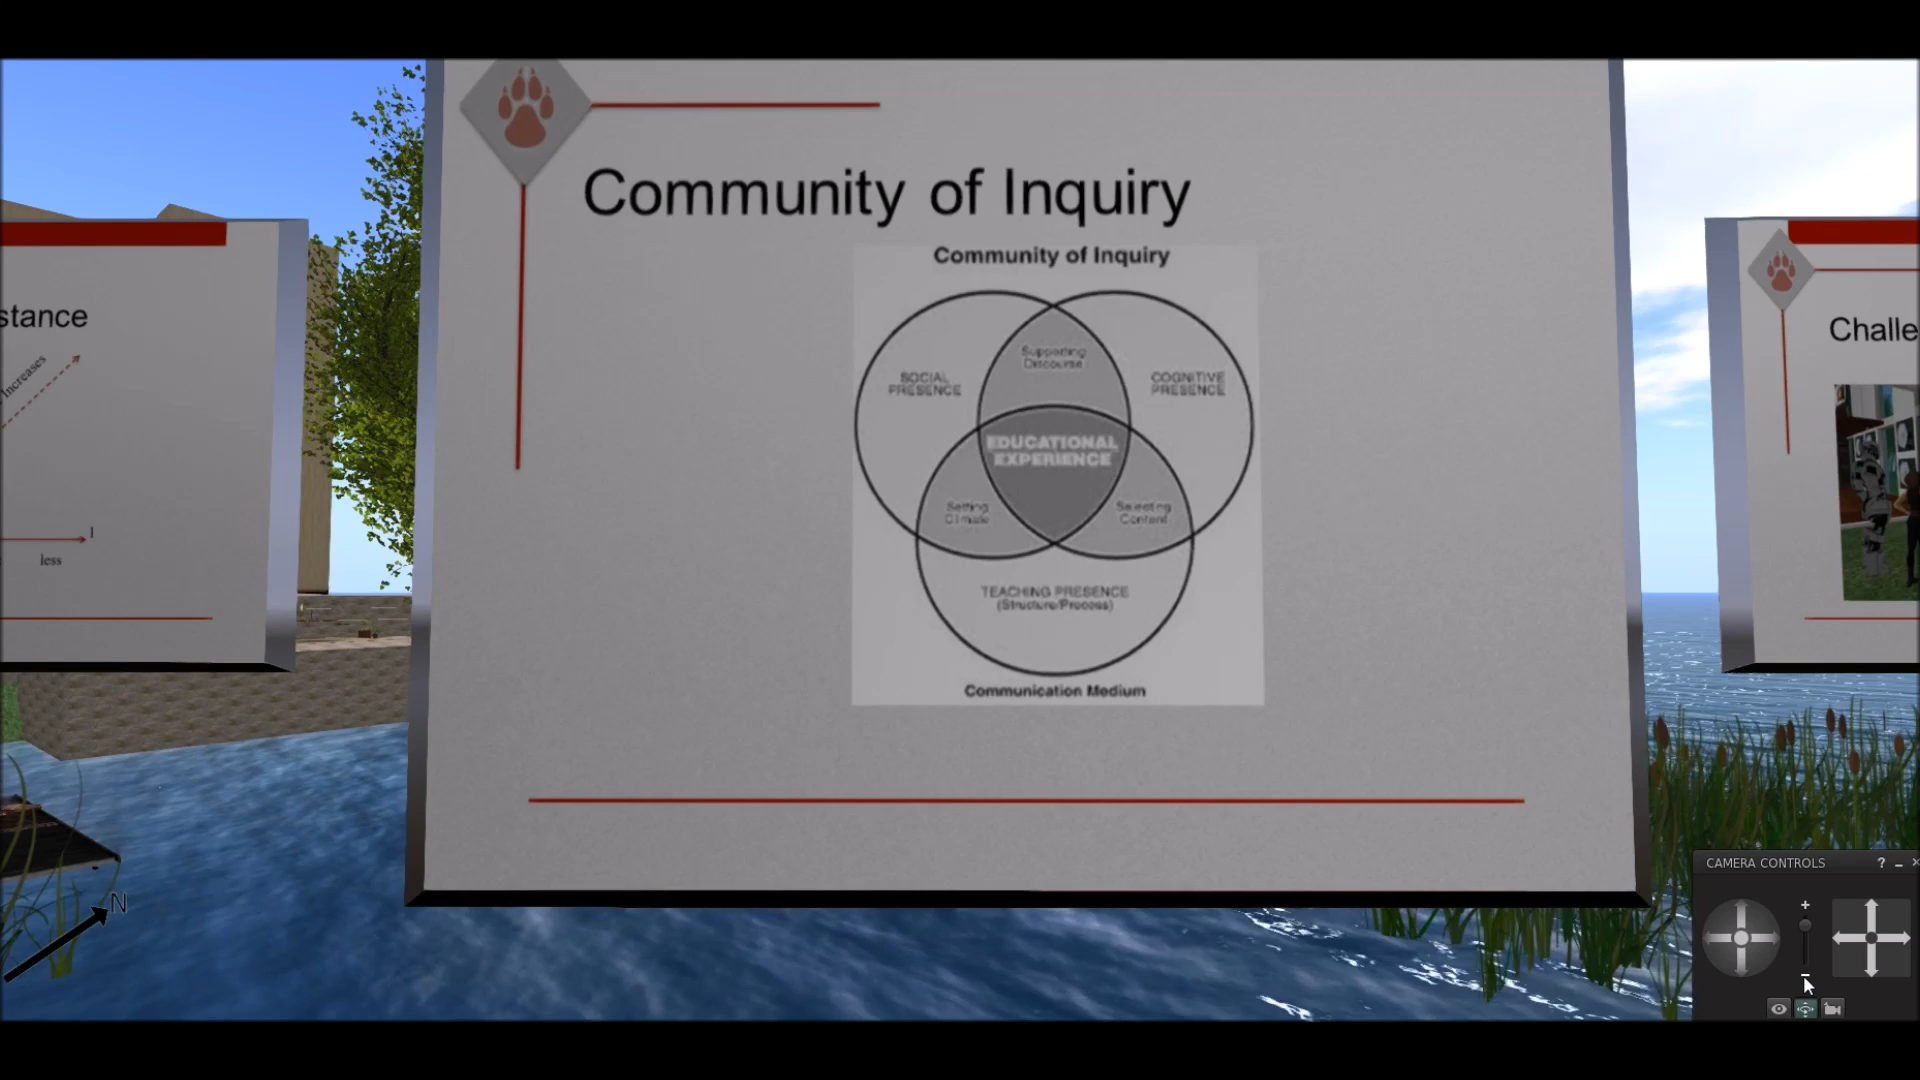 Community of Inquiry
Community of Inquiry
Supporting
Discourse
SOCIAL
PRESENCE
COGNITIVE
PRESENCE
EDUCATIONAL
EXPERIENCE
Setting
Climate
Selecting
Content
TEACHING PRESENCE
(Structure/Process)
Communication Medium
stance
Increases
l
less
Challe
N
CAMERA CONTROLS